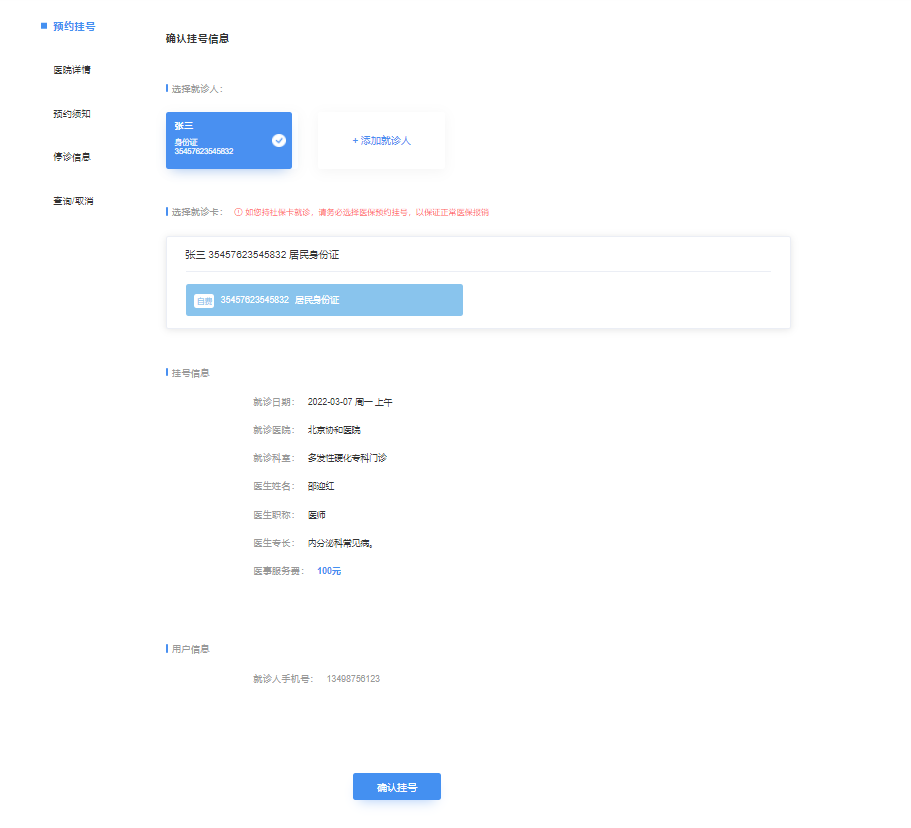 预约挂号
医院详情
预约须知
停诊信息
查询/取消
确认挂号信息
选择就诊人：
张三
身份证
35457623545832
+ 添加就诊人
选择就诊卡： 如您持社保卡就诊，请务必选择医保预约挂号，以保证正常医保报销
张三 35457623545832 居民身份证
自费 35457623545832 居民身份证
挂号信息
就诊日期： 2022-03-07 周一 上午
就诊医院： 北京协和医院
就诊科室： 多发性硬化专科门诊
医生姓名： 邵迎红
医生职称： 医师
医生专长： 内分泌科常见病。
医事服务费： 100元
用户信息
就诊人手机号： 13498756123
确认挂号